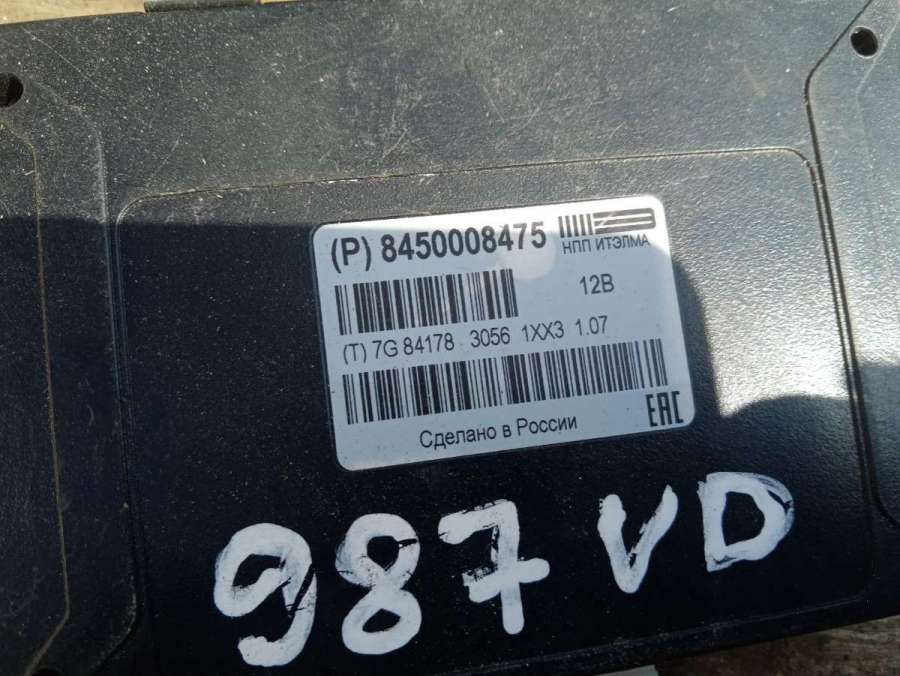 (P) 8450008475
НПП ИТЭЛМА
12В
(T) 7G 84178 3056 1XX3 1.07
Сделано в России
EAC
987 VD